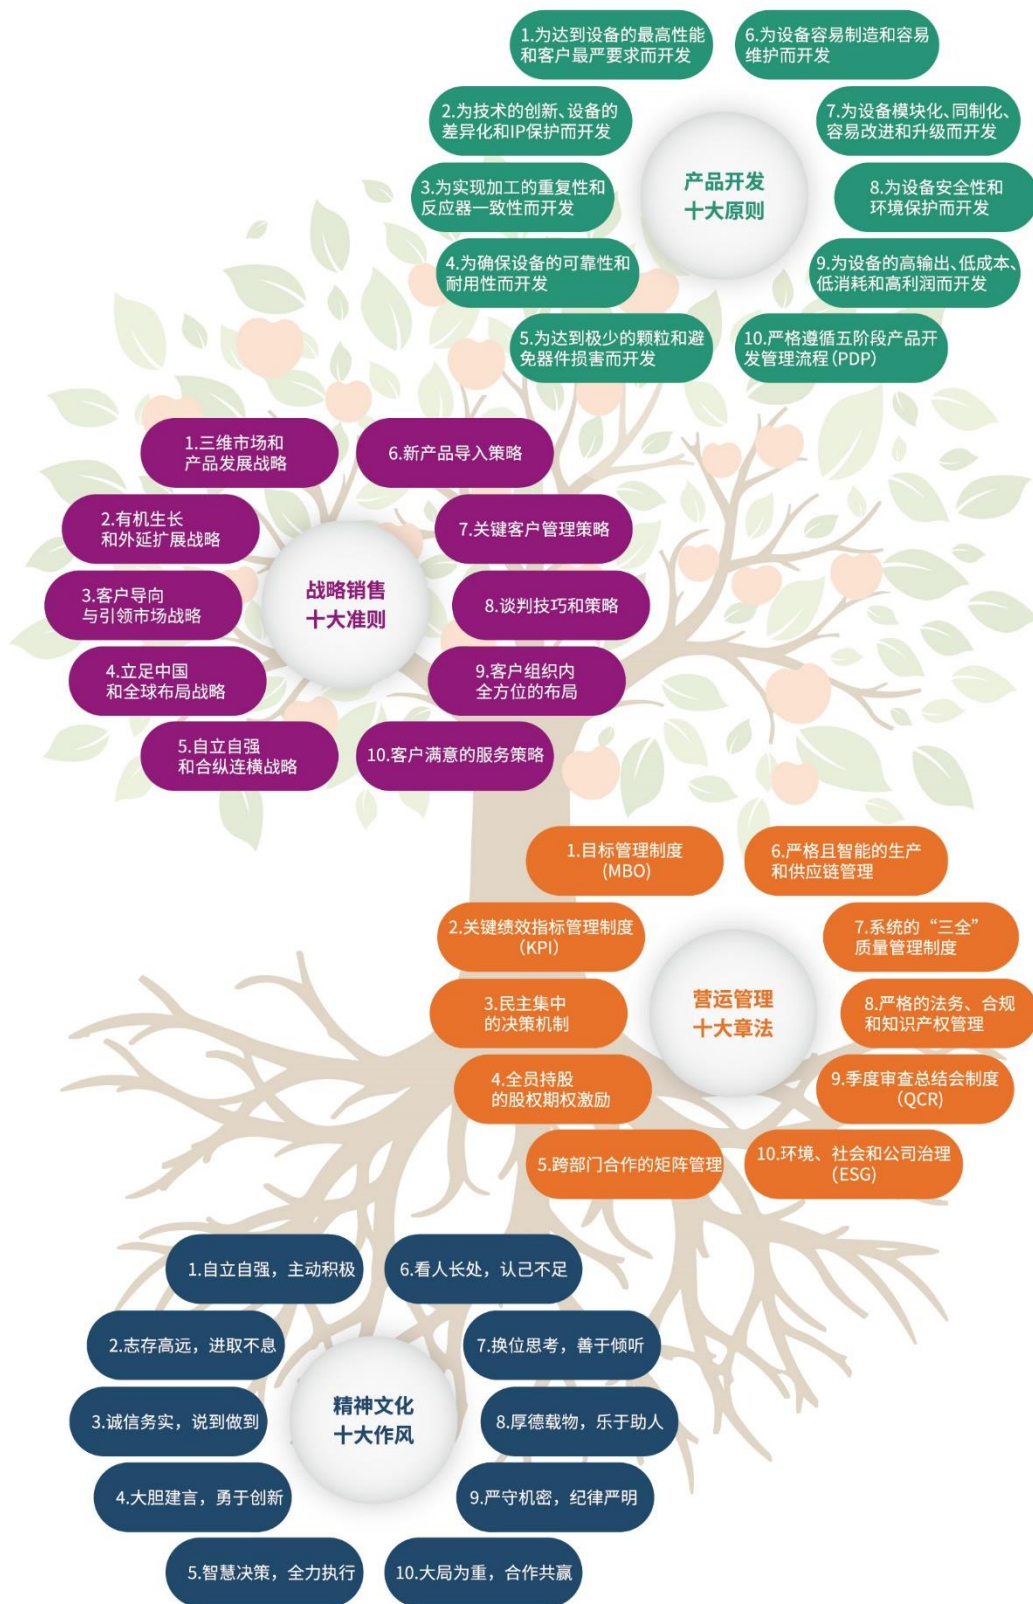 产品开发
十大原则
1.为达到设备的最高性能
和客户最严要求而开发
2.为技术的创新、设备的
差异化和IP保护而开发
3.为实现加工的重复性和
反应器一致性而开发
4.为确保设备的可靠性和
耐用性而开发
5.为达到极少的颗粒和避
免器件损害而开发
6.为设备容易制造和容易
维护而开发
7.为设备模块化、同制化、
容易改进和升级而开发
8.为设备安全性和
环境保护而开发
9.为设备的高输出、低成本、
低消耗和高利润而开发
10.严格遵循五阶段产品开
发管理流程(PDP)
战略销售
十大准则
1.三维市场和
产品发展战略
2.有机生长
和外延扩展战略
3.客户导向
与引领市场战略
4.立足中国
和全球布局战略
5.自立自强
和合纵连横战略
6.新产品导入策略
7.关键客户管理策略
8.谈判技巧和策略
9.客户组织内
全方位的布局
10.客户满意的服务策略
营运管理
十大章法
1.目标管理制度
(MBO)
2.关键绩效指标管理制度
(KPI)
3.民主集中
的决策机制
4.全员持股
的股权期权激励
5.跨部门合作的矩阵管理
6.严格且智能的生产
和供应链管理
7.系统的“三全”
质量管理制度
8.严格的法务、合规
和知识产权管理
9.季度审查总结会制度
(QCR)
10.环境、社会和公司治理
(ESG)
精神文化
十大作风
1.自立自强，主动积极
2.志存高远，进取不息
3.诚信务实，说到做到
4.大胆建言，勇于创新
5.智慧决策，全力执行
6.看人长处，认己不足
7.换位思考，善于倾听
8.厚德载物，乐于助人
9.严守机密，纪律严明
10.大局为重，合作共赢